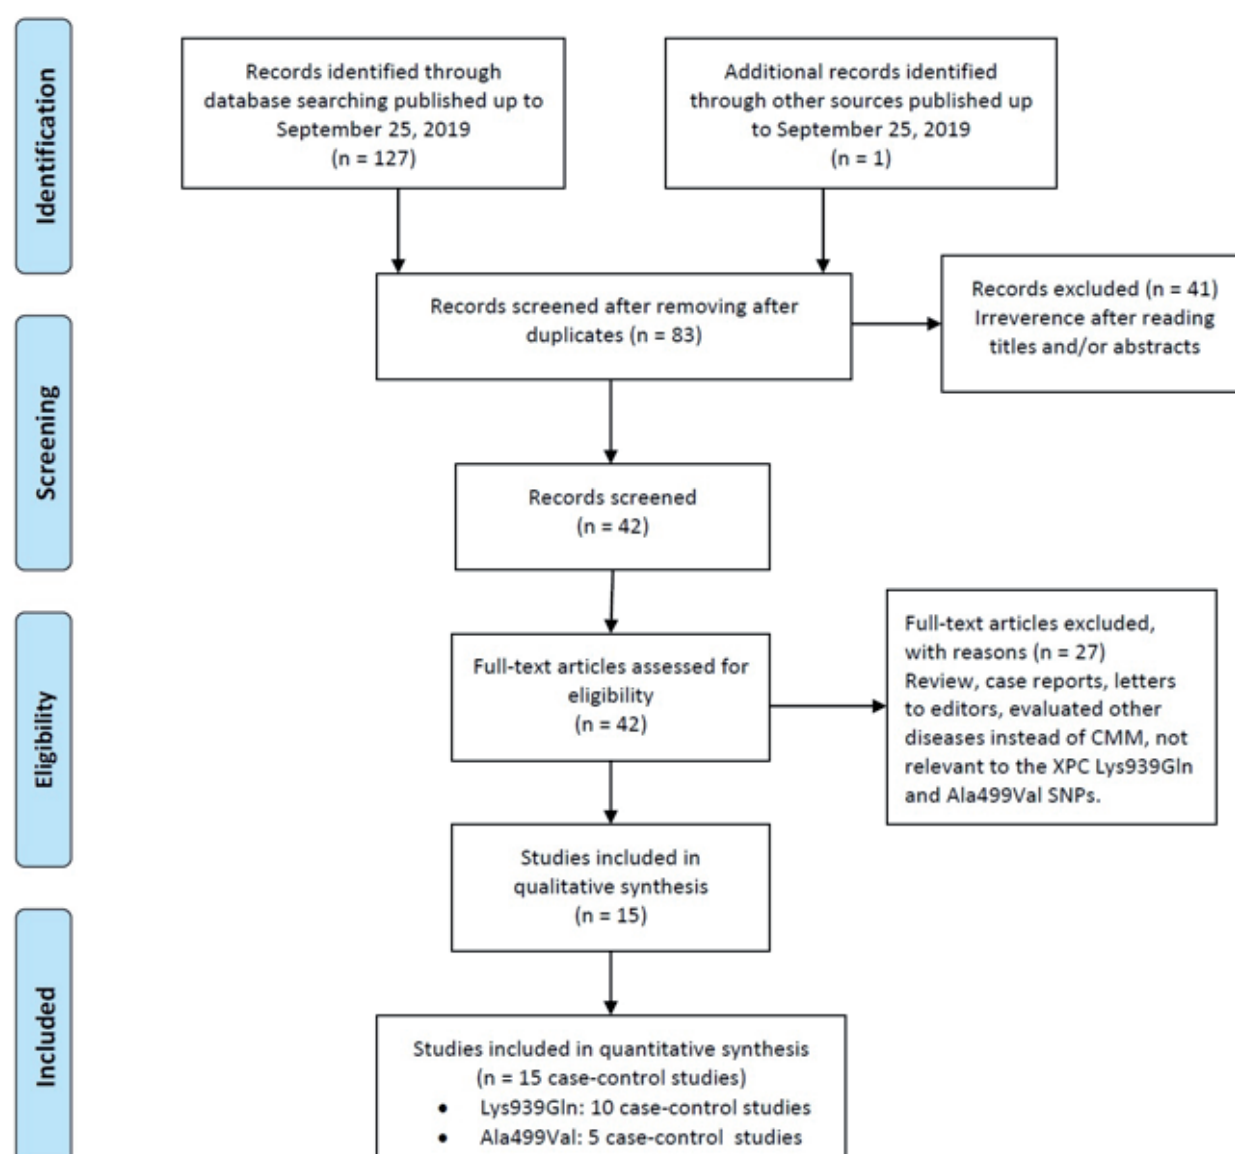 Identification
Records identified through
database searching published up to
September 25, 2019
(n = 127)
Additional records identified
through other sources published up
to September 25, 2019
(n = 1)
Records screened after removing after
duplicates (n = 83)
Records excluded (n = 41)
Irreverence after reading
titles and/or abstracts
Screening
Records screened
(n = 42)
Eligibility
Full-text articles assessed for
eligibility
(n = 42)
Full-text articles excluded,
with reasons (n = 27)
Review, case reports, letters
to editors, evaluated other
diseases instead of CMM, not
relevant to the XPC Lys939Gln
and Ala499Val SNPs.
Studies included in
qualitative synthesis
(n = 15)
Included
Studies included in quantitative synthesis
(n = 15 case-control studies)
• Lys939Gln: 10 case-control studies
• Ala499Val: 5 case-control studies